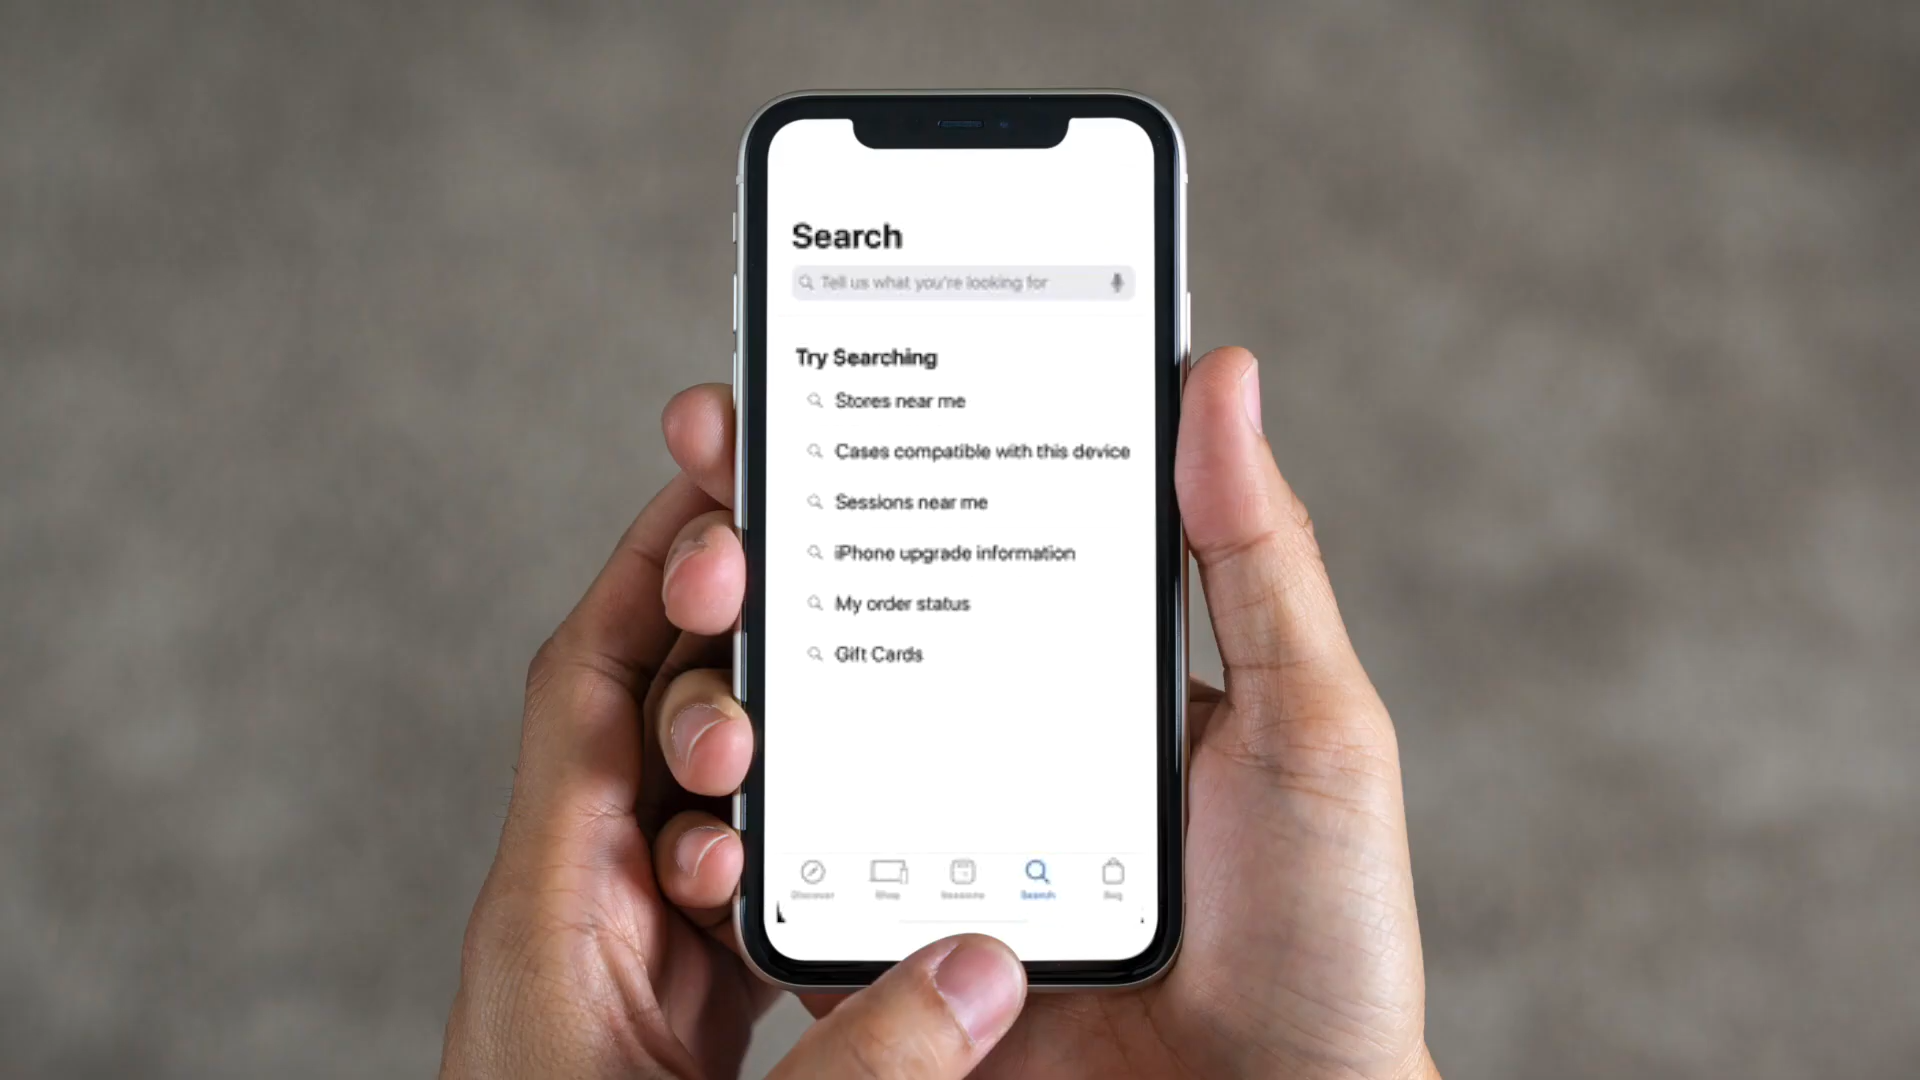 Search
Tell us what you're looking for
Try Searching
Stores near me
Cases compatible with this device
Sessions near me
iPhone upgrade information
My order status
Gift Cards
Discover
Shop
Sessions
Search
Bag